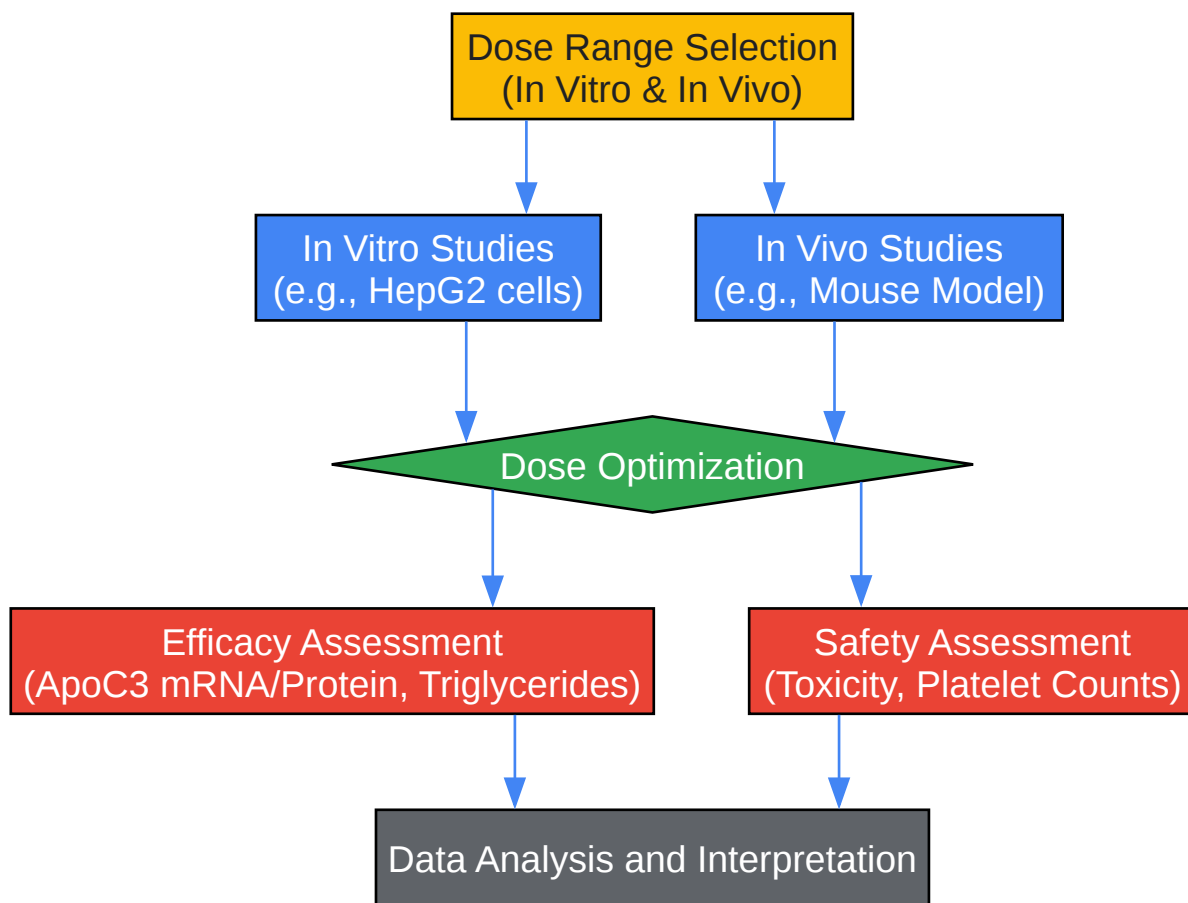 Dose Range Selection
(In Vitro & In Vivo)
In Vitro Studies
(e.g., HepG2 cells)
In Vivo Studies
(e.g., Mouse Model)
Dose Optimization
Efficacy Assessment
(ApoC3 mRNA/Protein, Triglycerides)
Safety Assessment
(Toxicity, Platelet Counts)
Data Analysis and Interpretation